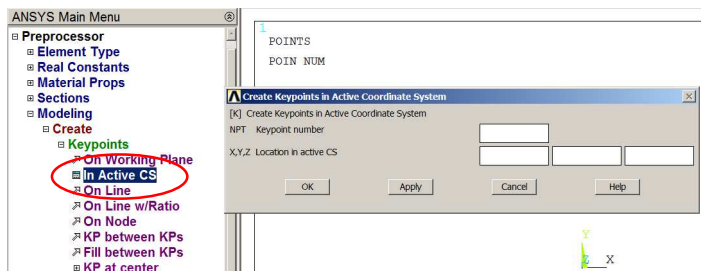 ANSYS Main Menu
Preprocessor
Element Type
Real Constants
Material Props
Sections
Modeling
Create
Keypoints
On Working Plane
In Active CS
On Line
On Line w/Ratio
On Node
KP between KPs
Fill between KPs
KP at center
1
POINTS
POIN NUM
Create Keypoints in Active Coordinate System
[K] Create Keypoints in Active Coordinate System
NPT Keypoint number
X,Y,Z Location in active CS
OK Apply Cancel Help
Y
Z X